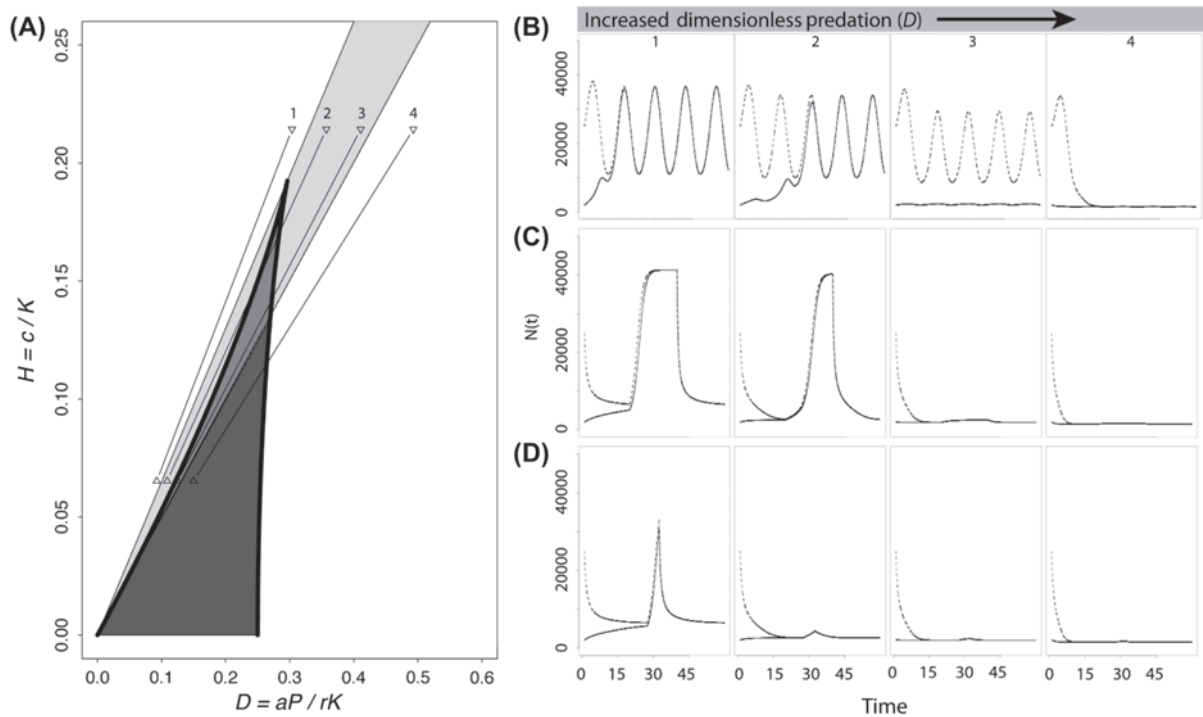 (A)
0.25
0.20
0.15
0.10
0.05
0.00
H = c / K
1 2 3 4
0.0 0.1 0.2 0.3 0.4 0.5 0.6
D = aP / rK
(B)
Increased dimensionless predation (D)
1 2 3 4
40000
20000
0
(C)
40000
20000
0
N(t)
(D)
40000
20000
0
15 30 45 15 30 45 15 30 45 15 30 45
Time